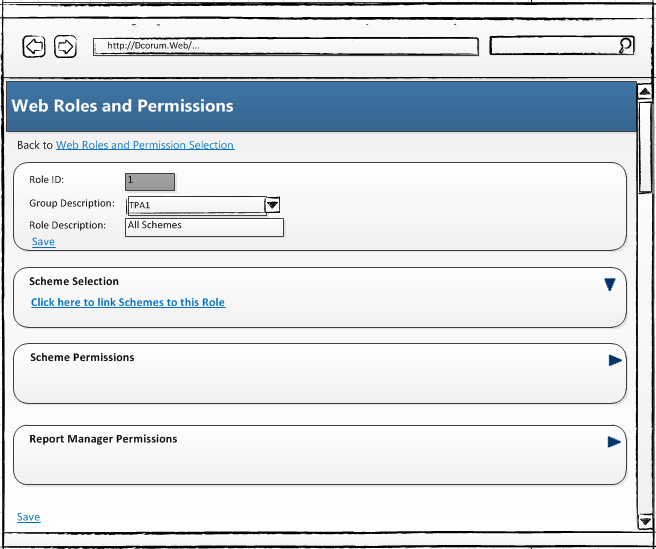 http://Dcorum.Web/...
Web Roles and Permissions
Back to Web Roles and Permission Selection
Role ID: 1
Group Description: TPA1
Role Description: All Schemes
Save
Scheme Selection
Click here to link Schemes to this Role
Scheme Permissions
Report Manager Permissions
Save